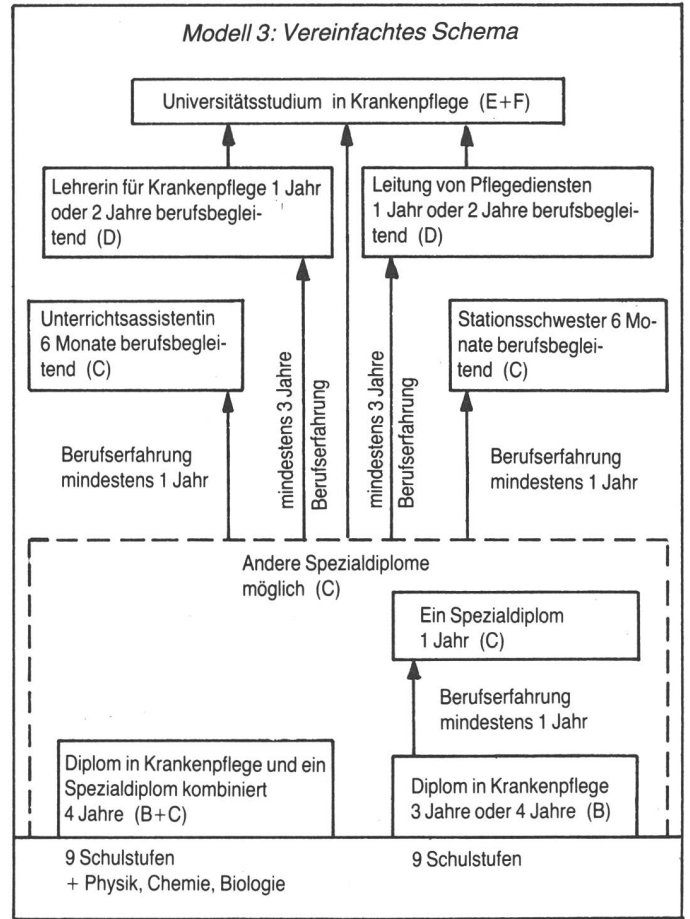 Modell 3: Vereinfachtes Schema
Universitätsstudium in Krankenpflege (E+F)
Lehrerin für Krankenpflege 1 Jahr
oder 2 Jahre berufsbeglei-
tend (D)
Leitung von Pflegediensten
1 Jahr oder 2 Jahre berufsbeglei-
tend (D)
Unterrichtsassistentin
6 Monate berufsbeglei-
tend (C)
Stationsschwester 6 Mo-
nate berufsbeglei-
tend (C)
Berufserfahrung
mindestens 1 Jahr
mindestens 3 Jahre
Berufserfahrung
mindestens 3 Jahre
Berufserfahrung
Berufserfahrung
mindestens 1 Jahr
Andere Spezialdiplome
möglich (C)
Ein Spezialdiplom
1 Jahr (C)
Berufserfahrung
mindestens 1 Jahr
Diplom in Krankenpflege und ein
Spezialdiplom kombiniert
4 Jahre (B+C)
Diplom in Krankenpflege
3 Jahre oder 4 Jahre (B)
9 Schulstufen
+ Physik, Chemie, Biologie
9 Schulstufen